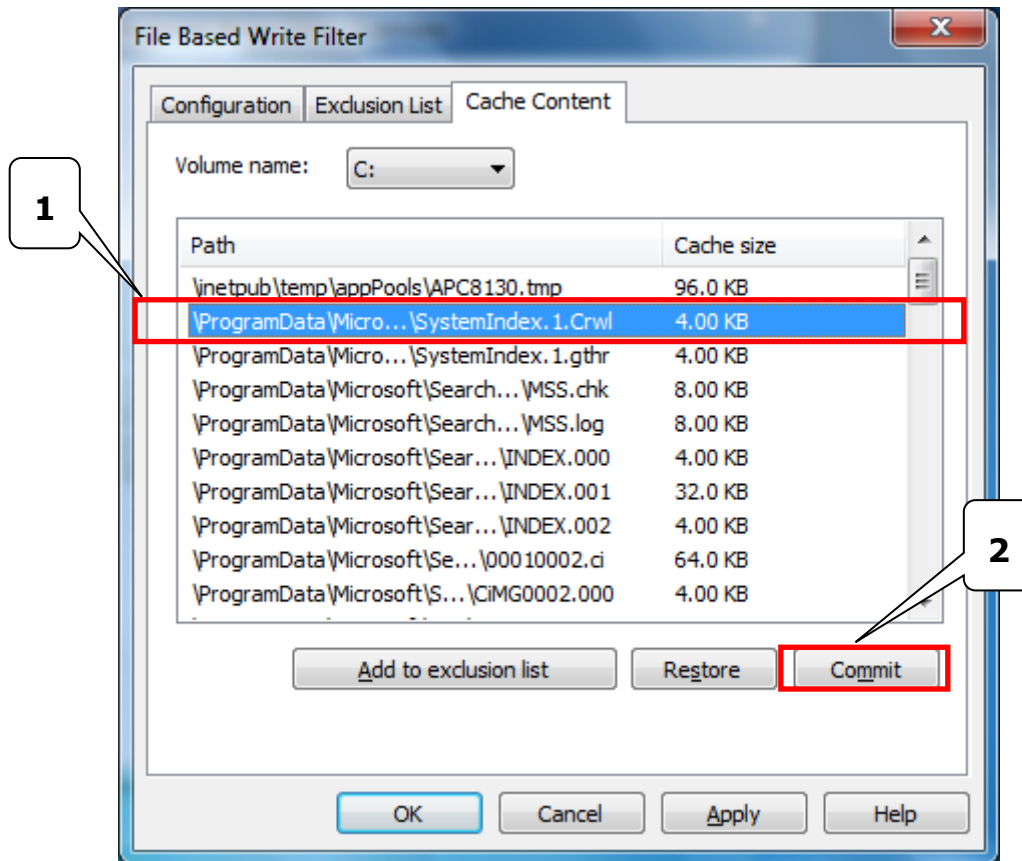 File Based Write Filter
Configuration Exclusion List Cache Content
Volume name: C:
1
Path Cache size
\inetpub\temp\appPools\APC8130.tmp 96.0 KB
\ProgramData\Micro...\SystemIndex.1.Crwl 4.00 KB
\ProgramData\Micro...\SystemIndex.1.gthr 4.00 KB
\ProgramData\Microsoft\Search...\MSS.chk 8.00 KB
\ProgramData\Microsoft\Search...\MSS.log 8.00 KB
\ProgramData\Microsoft\Sear...\INDEX.000 4.00 KB
\ProgramData\Microsoft\Sear...\INDEX.001 32.0 KB
\ProgramData\Microsoft\Sear...\INDEX.002 4.00 KB
\ProgramData\Microsoft\Se...\00010002.ci 64.0 KB
\ProgramData\Microsoft\S...\CiMG0002.000 4.00 KB
2
Add to exclusion list Restore Commit
OK Cancel Apply Help